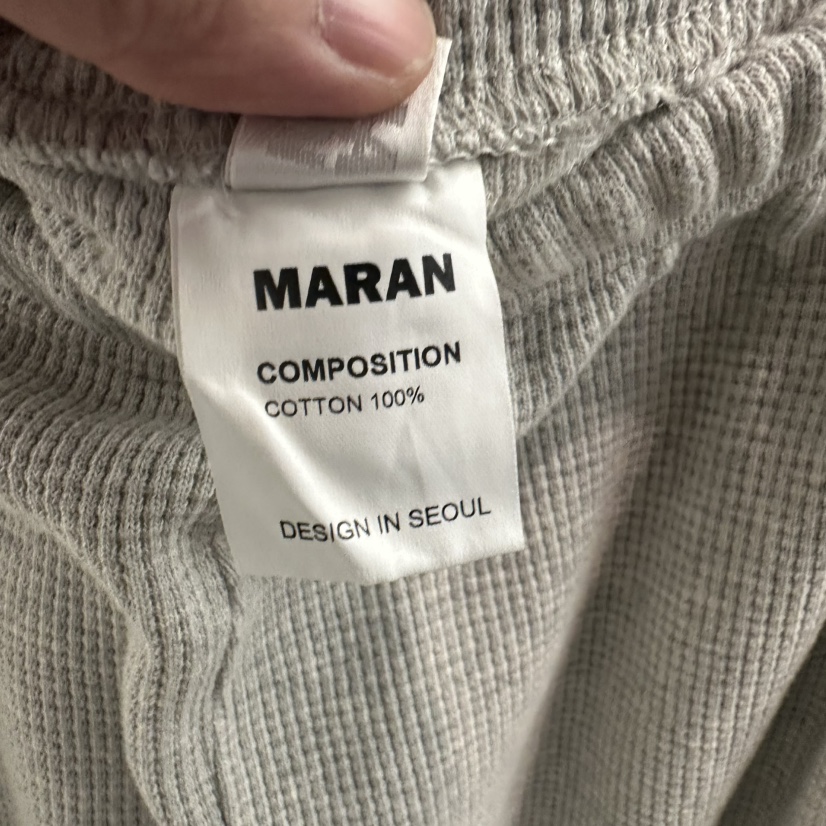 MARAN
COMPOSITION
COTTON 100%
DESIGN IN SEOUL